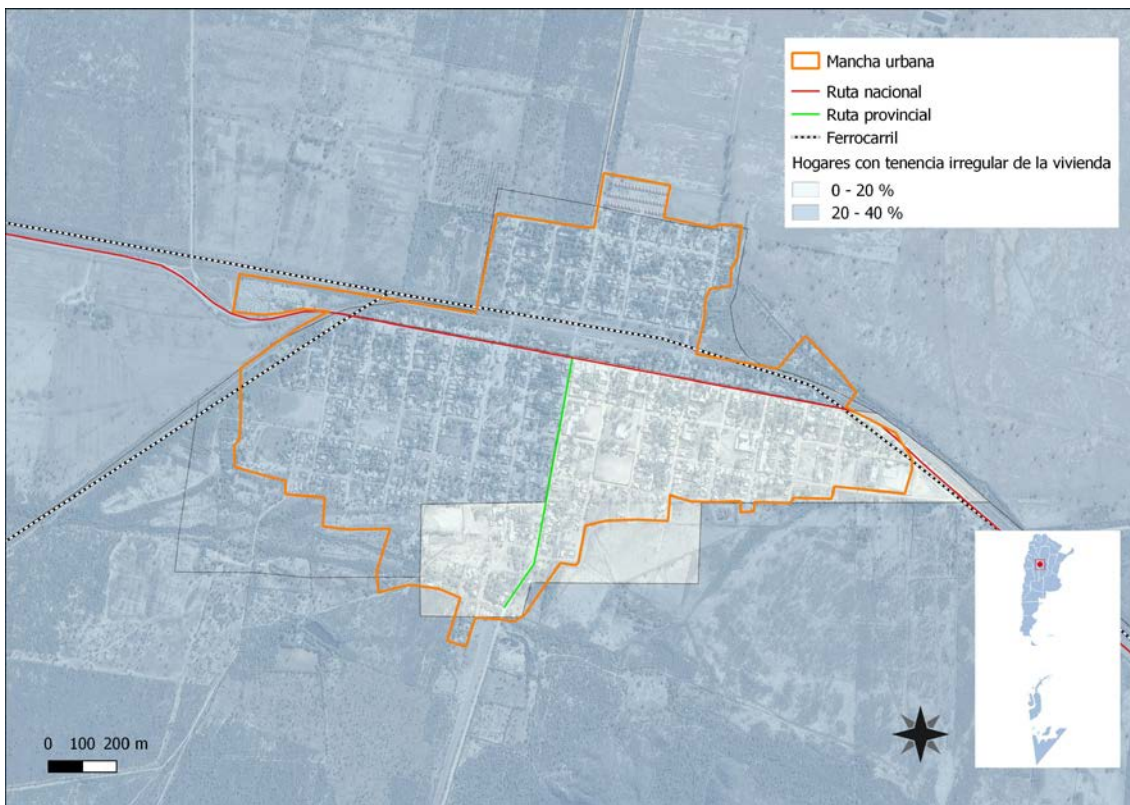 Mancha urbana
Ruta nacional
Ruta provincial
Ferrocarril
Hogares con tenencia irregular de la vivienda
0 - 20 %
20 - 40 %
0 100 200 m